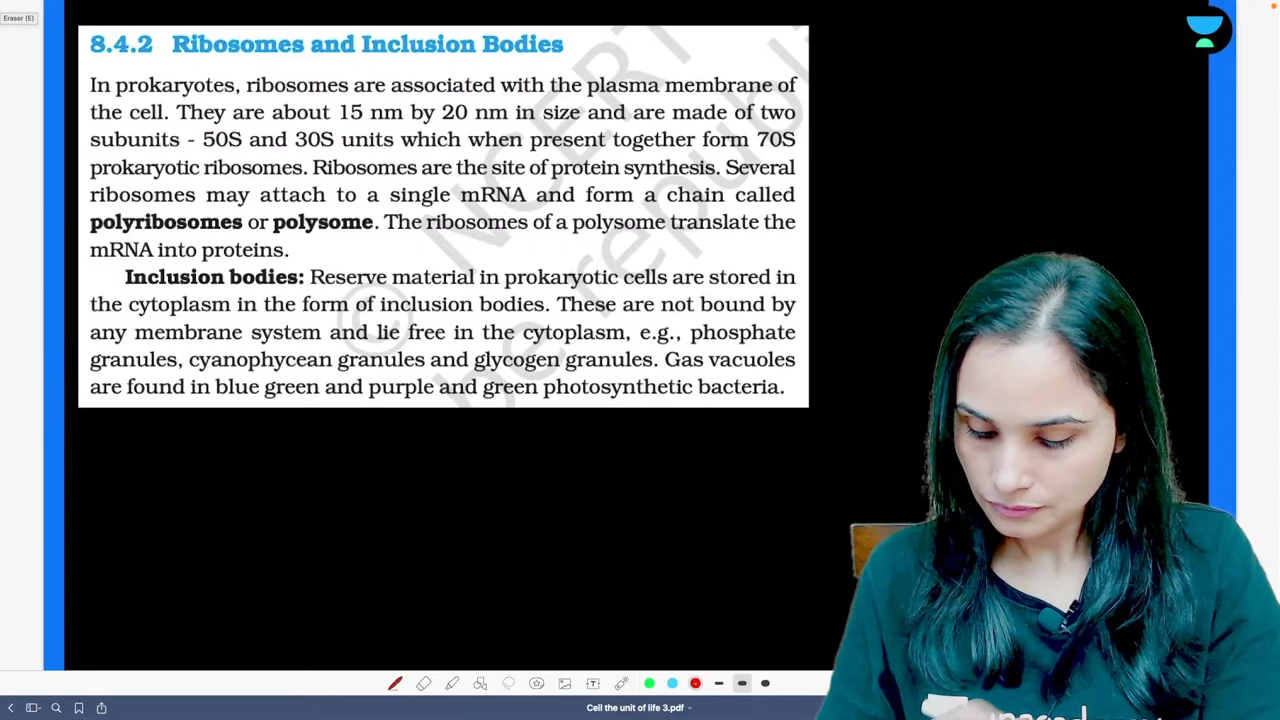 Eraser (E)
8.4.2 Ribosomes and Inclusion Bodies
In prokaryotes, ribosomes are associated with the plasma membrane of
the cell. They are about 15 nm by 20 nm in size and are made of two
subunits - 50S and 30S units which when present together form 70S
prokaryotic ribosomes. Ribosomes are the site of protein synthesis. Several
ribosomes may attach to a single mRNA and form a chain called
polyribosomes or polysome. The ribosomes of a polysome translate the
mRNA into proteins.
Inclusion bodies: Reserve material in prokaryotic cells are stored in
the cytoplasm in the form of inclusion bodies. These are not bound by
any membrane system and lie free in the cytoplasm, e.g., phosphate
granules, cyanophycean granules and glycogen granules. Gas vacuoles
are found in blue green and purple and green photosynthetic bacteria.
© NCERT
be republi
Cell the unit of life 3.pdf